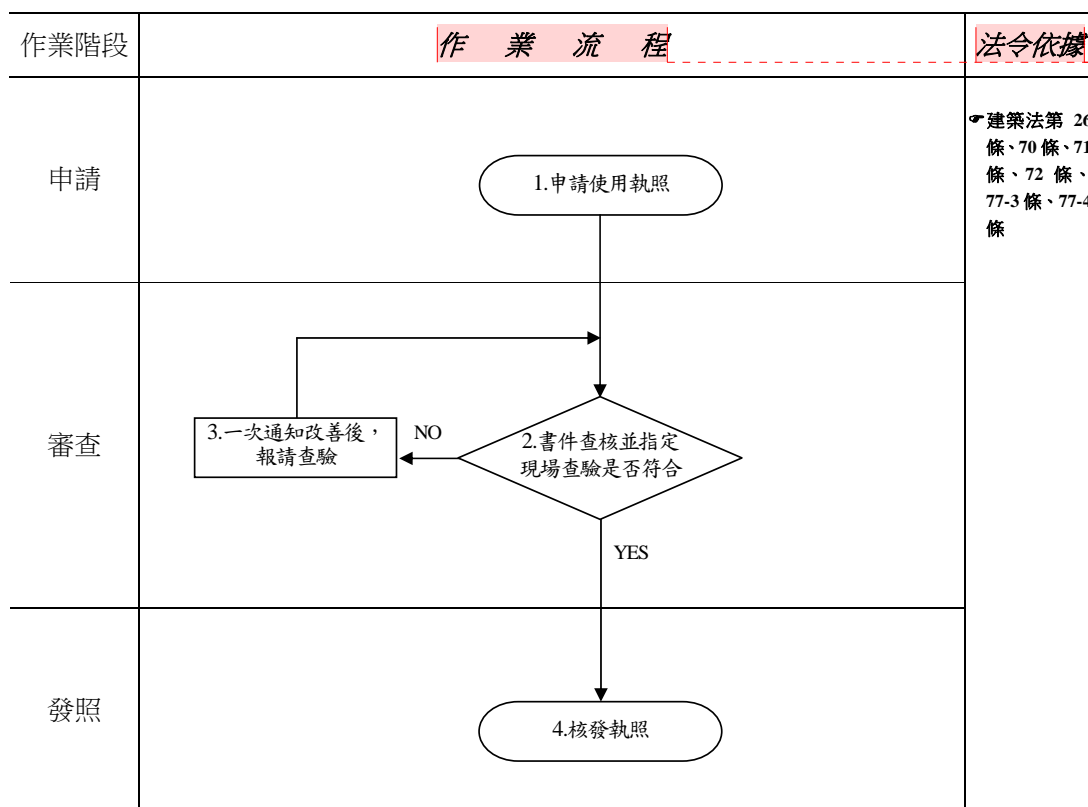 作業階段
作 業 流 程
法令依據
☞建築法第 26
條、70 條、71
條、72 條、
77-3 條、77-4
條
申請
1.申請使用執照
審查
3.一次通知改善後，
報請查驗
NO
2.書件查核並指定
現場查驗是否符合
YES
發照
4.核發執照